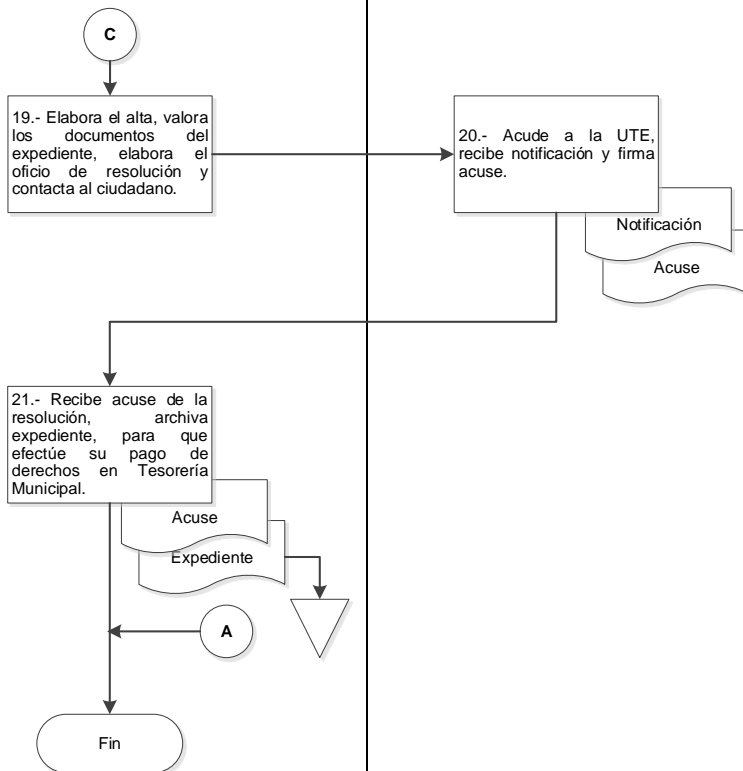 C
19.- Elabora el alta, valora
los documentos del
expediente, elabora el
oficio de resolución y
contacta al ciudadano.
20.- Acude a la UTE,
recibe notificación y firma
acuse.
Notificación
Acuse
21.- Recibe acuse de la
resolución, archiva
expediente, para que
efectúe su pago de
derechos en Tesorería
Municipal.
Acuse
Expediente
A
Fin